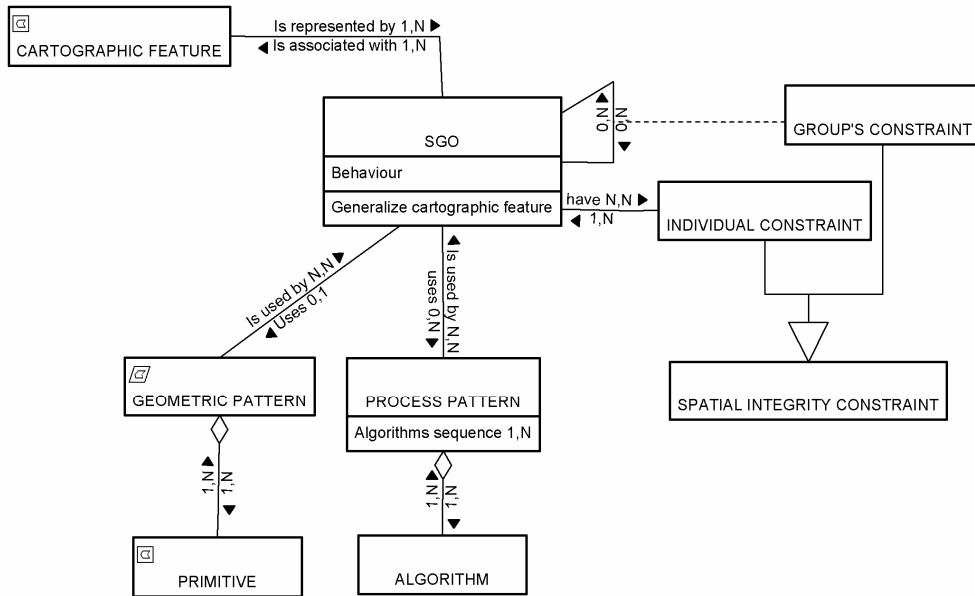 Is represented by 1,N
Is associated with 1,N
CARTOGRAPHIC FEATURE
SGO
Behaviour
Generalize cartographic feature
N,0
N,0
GROUP'S CONSTRAINT
have N,N
1,N
INDIVIDUAL CONSTRAINT
SPATIAL INTEGRITY CONSTRAINT
Is used by N,N
Uses 0,1
Is used by N,N
uses 0,N
GEOMETRIC PATTERN
PROCESS PATTERN
Algorithms sequence 1,N
1,N
1,N
1,N
1,N
PRIMITIVE
ALGORITHM